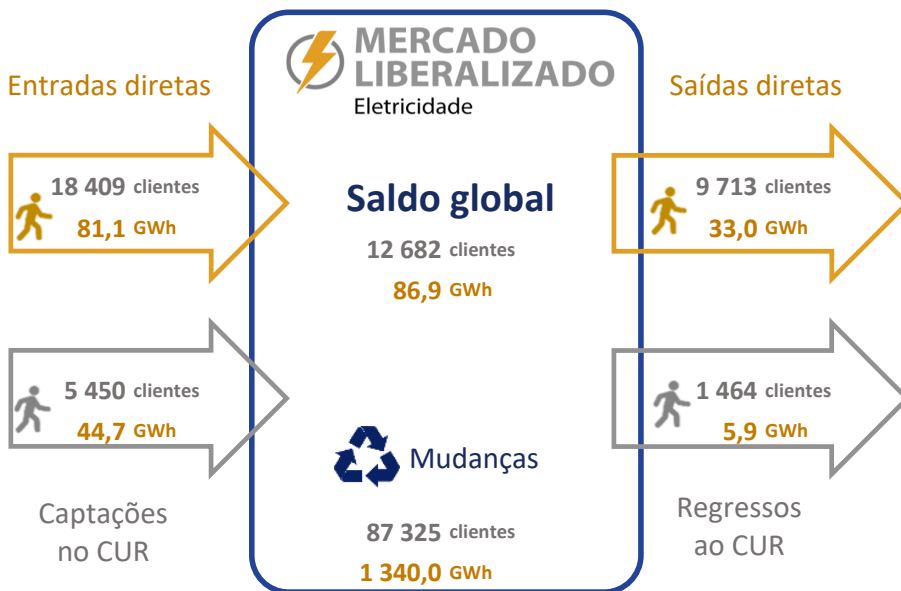 MERCADO
LIBERALIZADO
Eletricidade
Entradas diretas
18 409 clientes
81,1 GWh
5 450 clientes
44,7 GWh
Captações
no CUR
Saldo global
12 682 clientes
86,9 GWh
Mudanças
87 325 clientes
1 340,0 GWh
Saídas diretas
9 713 clientes
33,0 GWh
1 464 clientes
5,9 GWh
Regressos
ao CUR